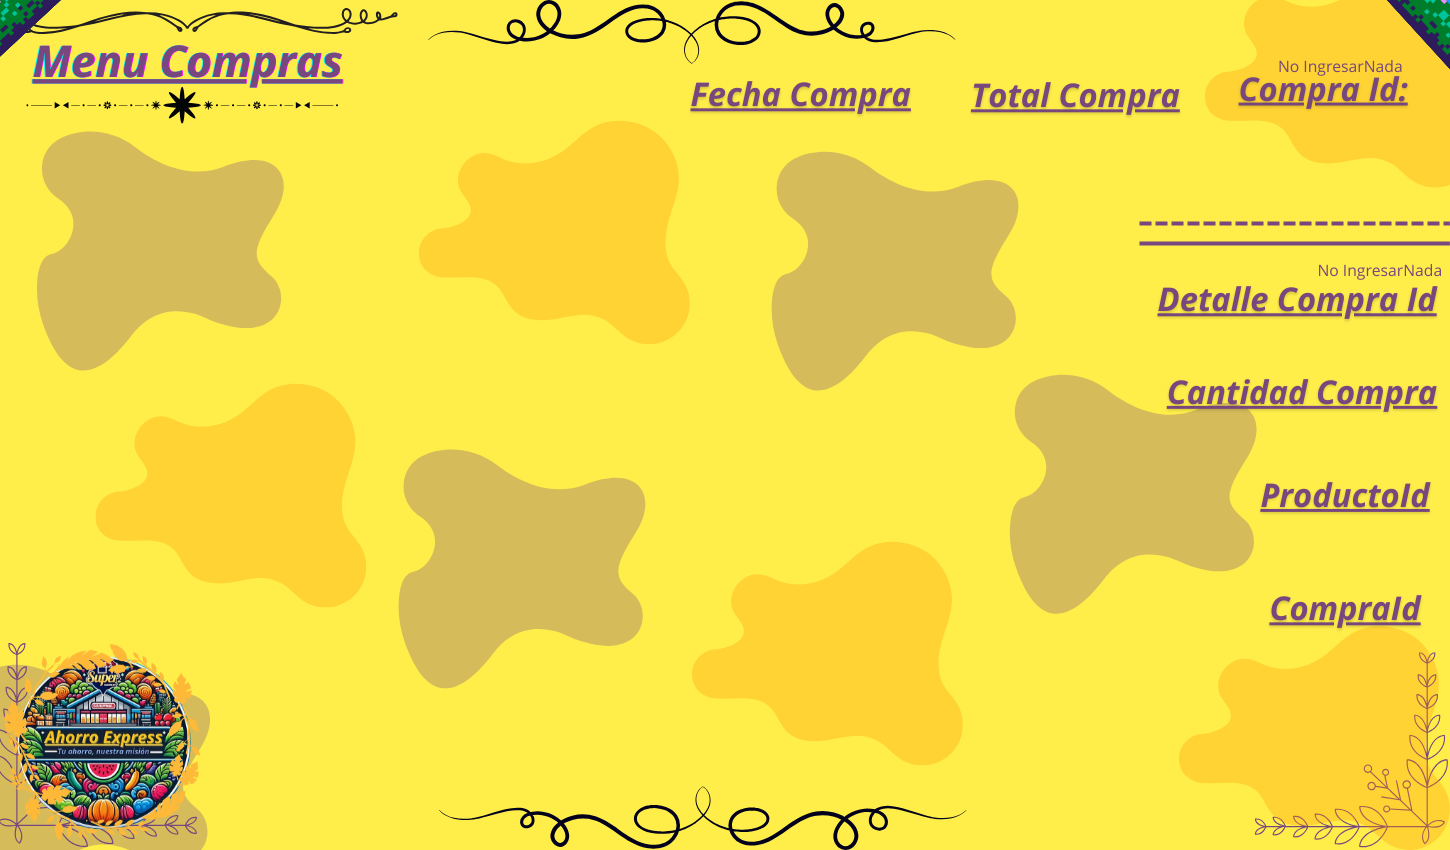 Menu Compras
Fecha Compra
Total Compra
No IngresarNada
Compra Id:
No IngresarNada
Detalle Compra Id
Cantidad Compra
ProductoId
CompraId
Super
Ahorro Express
Tu ahorro, nuestra misión